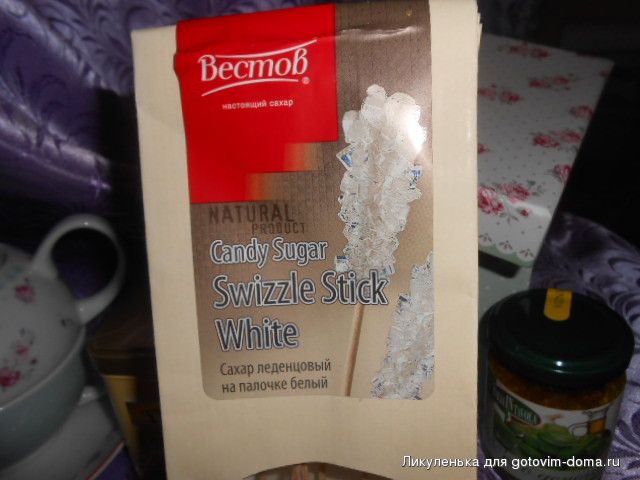 Вестов®
настоящий сахар
NATURAL
PRODUCT
Candy Sugar
Swizzle Stick
White
Сахар леденцовый
на палочке белый
Ликуленька для gotovim-doma.ru